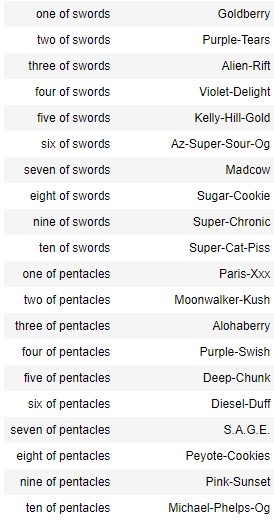 one of swords Goldberry
two of swords Purple-Tears
three of swords Alien-Rift
four of swords Violet-Delight
five of swords Kelly-Hill-Gold
six of swords Az-Super-Sour-Og
seven of swords Madcow
eight of swords Sugar-Cookie
nine of swords Super-Chronic
ten of swords Super-Cat-Piss
one of pentacles Paris-Xxx
two of pentacles Moonwalker-Kush
three of pentacles Alohaberry
four of pentacles Purple-Swish
five of pentacles Deep-Chunk
six of pentacles Diesel-Duff
seven of pentacles S.A.G.E.
eight of pentacles Peyote-Cookies
nine of pentacles Pink-Sunset
ten of pentacles Michael-Phelps-Og